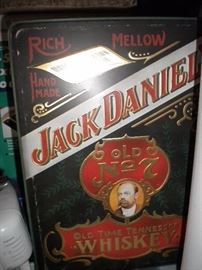 RICH MELLOW
HAND
MADE
JACK DANIEL
OLD
No 7
OLD TIME TENNESSEE
WHISKEY